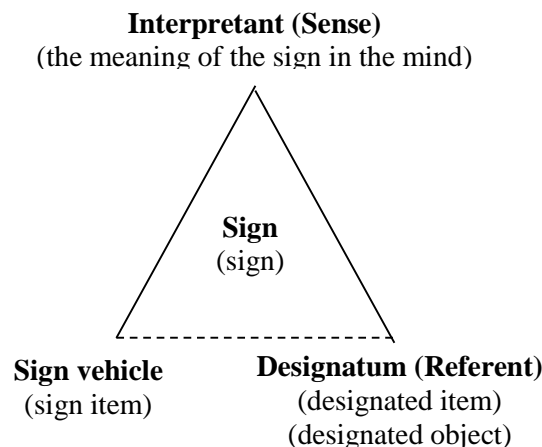 Interpretant (Sense)
(the meaning of the sign in the mind)
Sign
(sign)
Sign vehicle
(sign item)
Designatum (Referent)
(designated item)
(designated object)